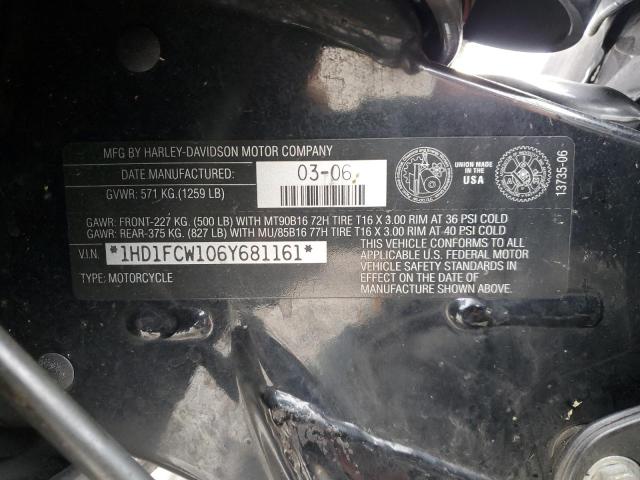 MFG BY HARLEY-DAVIDSON MOTOR COMPANY
DATE MANUFACTURED: 03-06
GVWR: 571 KG.(1259 LB)
UNION MADE
IN THE
USA
13735-06
GAWR: FRONT-227 KG. (500 LB) WITH MT90B16 72H TIRE T16 X 3.00 RIM AT 36 PSI COLD
GAWR: REAR-375 KG. (827 LB) WITH MU/85B16 77H TIRE T16 X 3.00 RIM AT 40 PSI COLD
V.I.N. *1HD1FCW106Y681161*
TYPE: MOTORCYCLE
THIS VEHICLE CONFORMS TO ALL
APPLICABLE U.S. FEDERAL MOTOR
VEHICLE SAFETY STANDARDS IN
EFFECT ON THE DATE OF
MANUFACTURE SHOWN ABOVE.